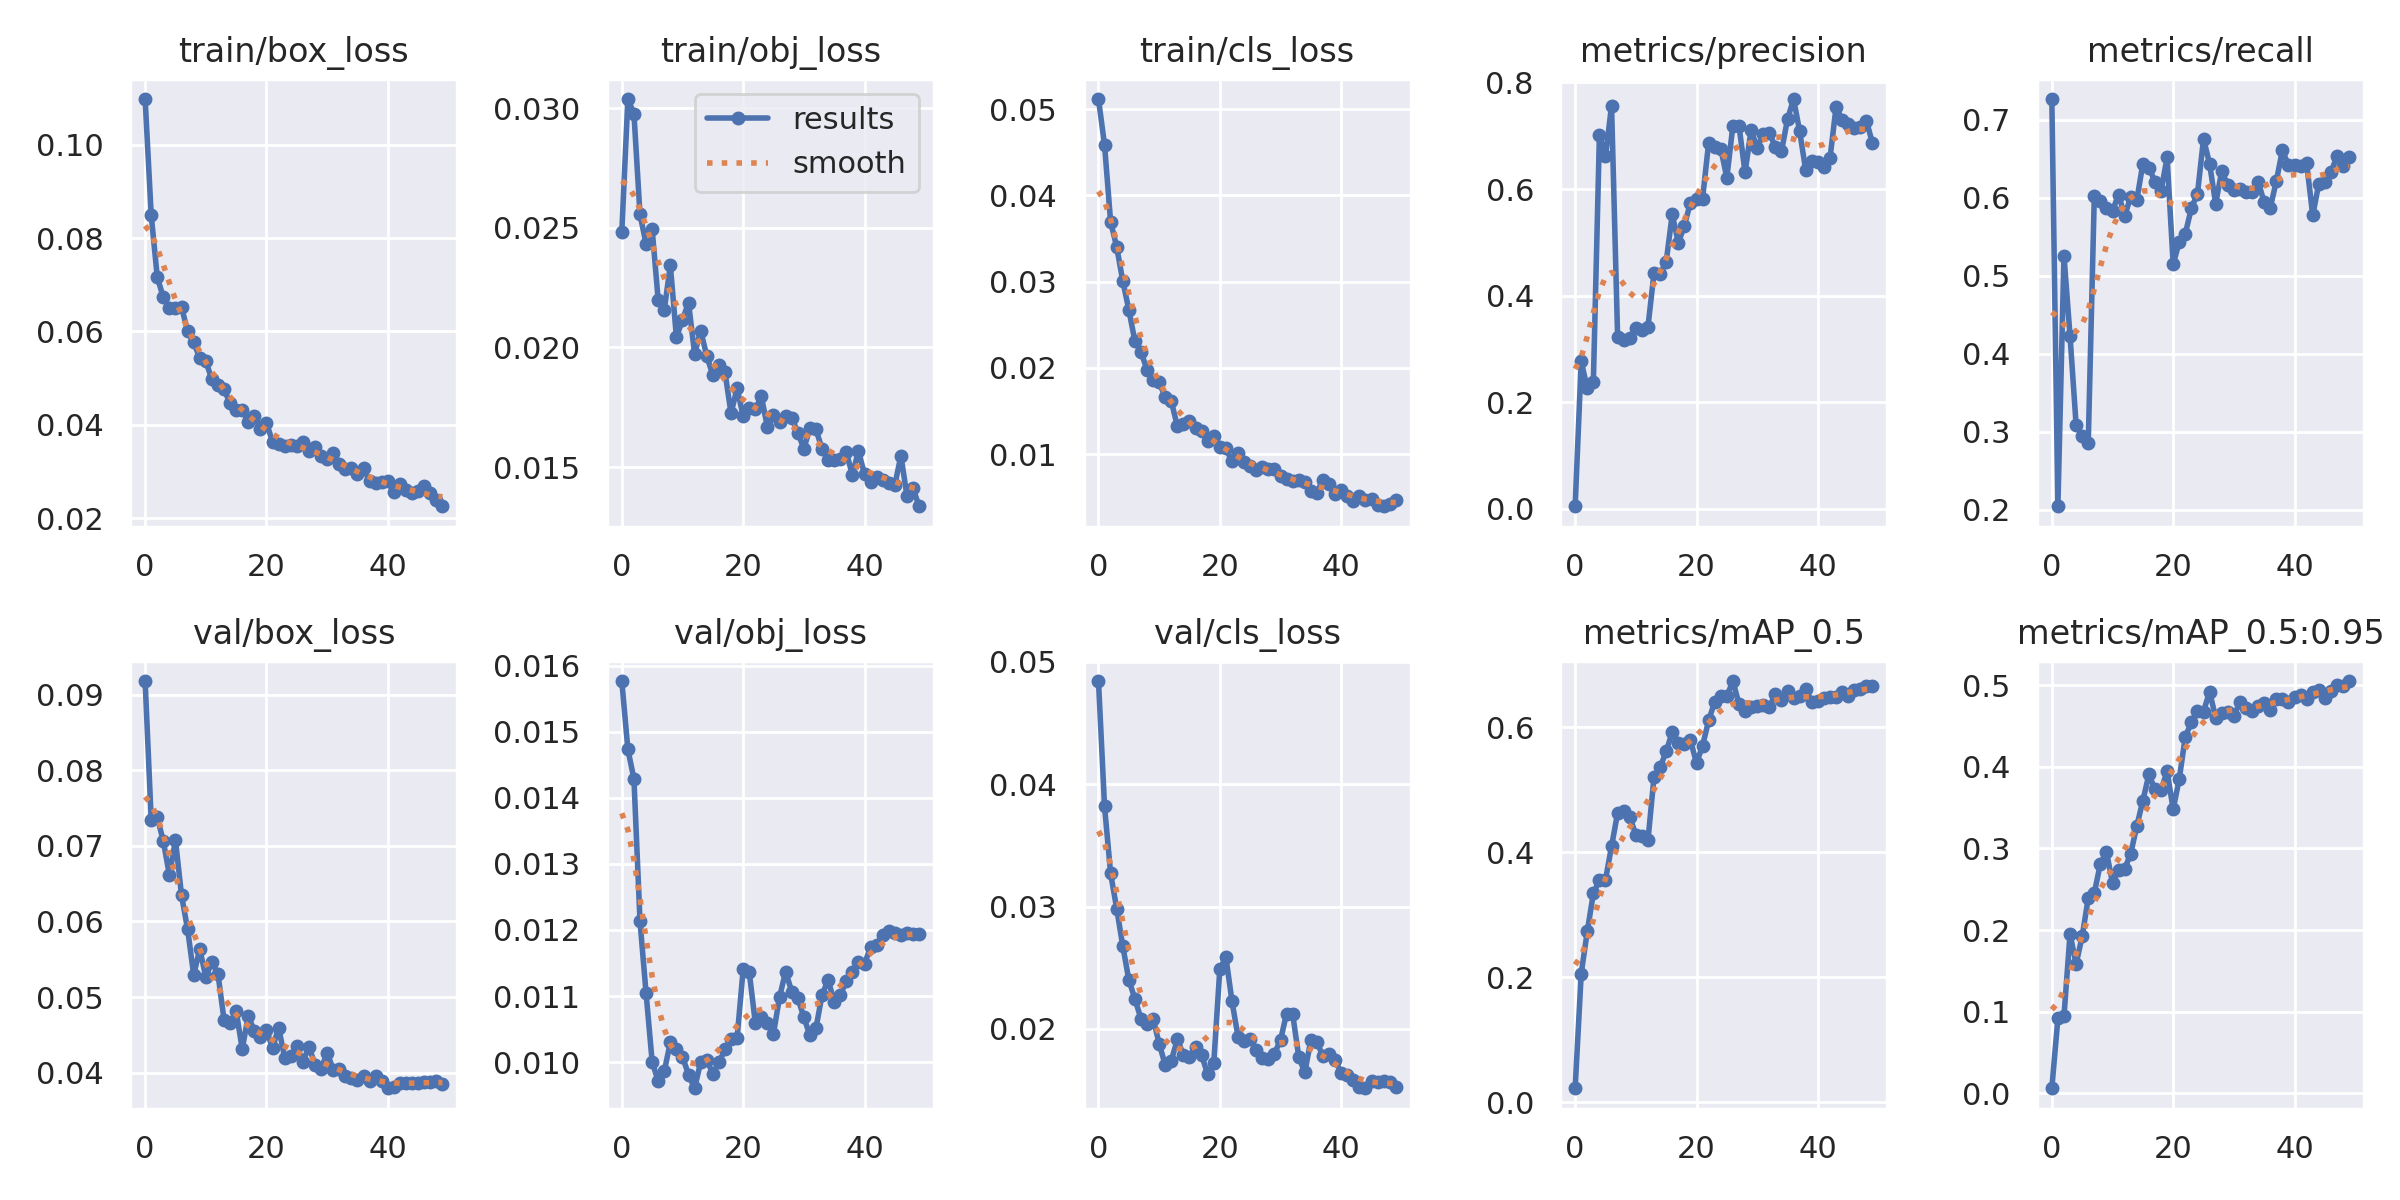 train/box_loss
train/obj_loss
train/cls_loss
metrics/precision
metrics/recall
0.10
0.08
0.06
0.04
0.02
0 20 40
0.030
0.025
0.020
0.015
results
smooth
0 20 40
0.05
0.04
0.03
0.02
0.01
0 20 40
0.8
0.6
0.4
0.2
0.0
0 20 40
0.7
0.6
0.5
0.4
0.3
0.2
0 20 40
val/box_loss
val/obj_loss
val/cls_loss
metrics/mAP_0.5
metrics/mAP_0.5:0.95
0.09
0.08
0.07
0.06
0.05
0.04
0 20 40
0.016
0.015
0.014
0.013
0.012
0.011
0.010
0 20 40
0.05
0.04
0.03
0.02
0 20 40
0.6
0.4
0.2
0.0
0 20 40
0.5
0.4
0.3
0.2
0.1
0.0
0 20 40